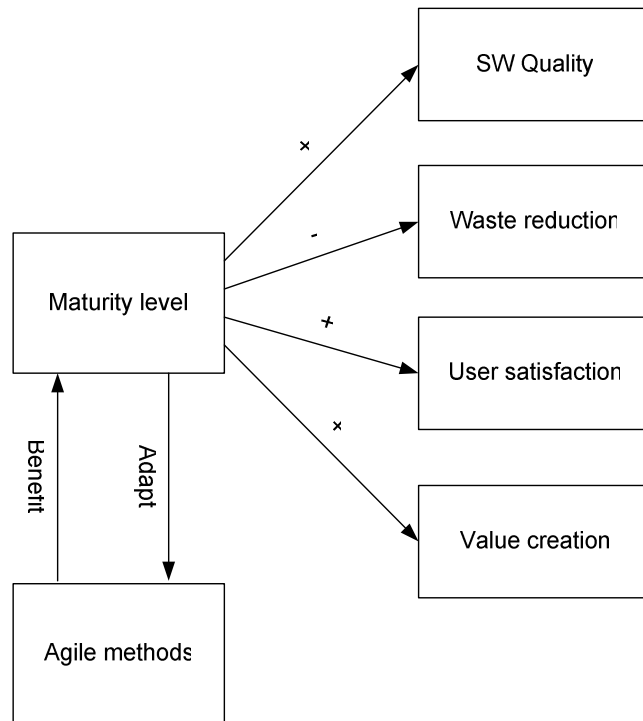 SW Quality
+
Waste reduction
-
Maturity level
+
User satisfaction
+
Value creation
Benefit
Adapt
Agile methods